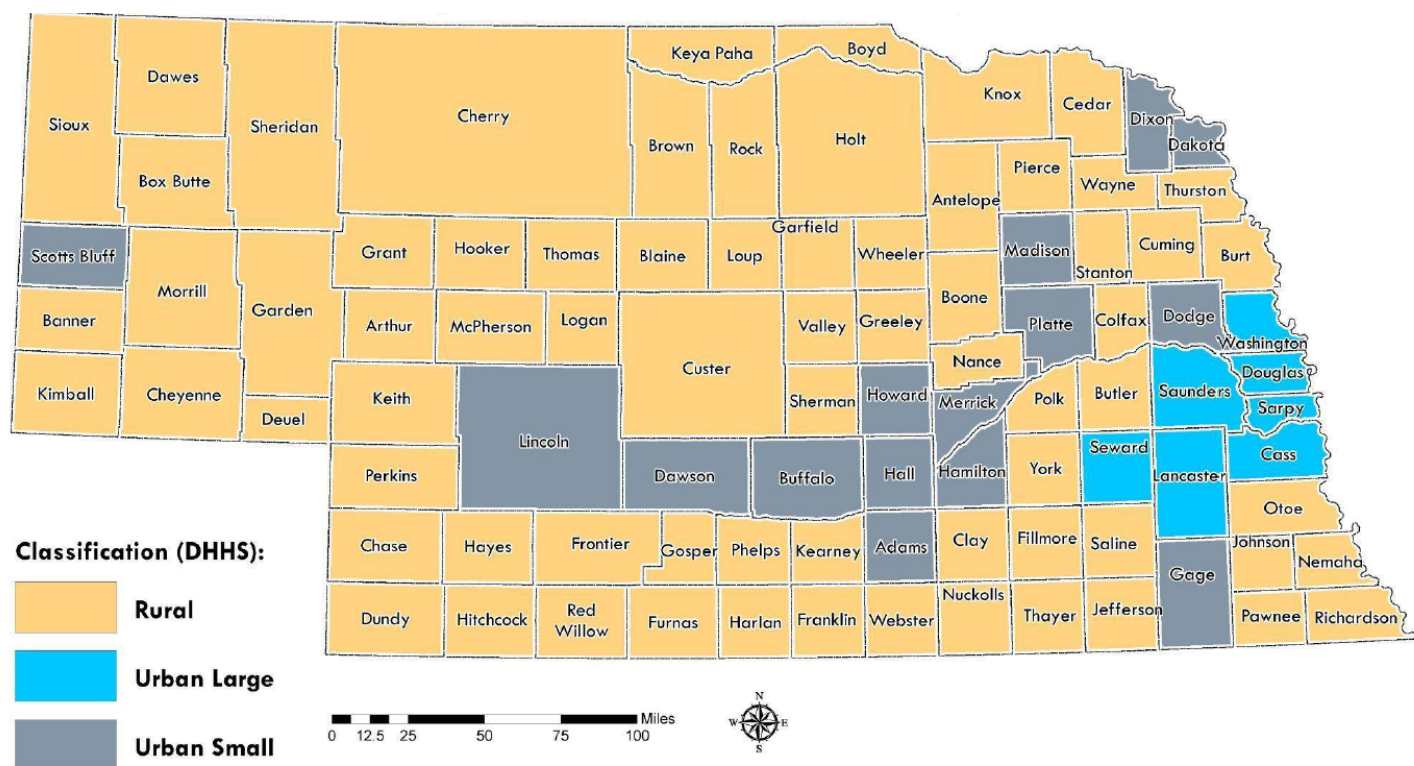 Keya Paha
Boyd
Dawes
Knox
Cedar
Sioux
Sheridan
Cherry
Dixon
Brown
Rock
Holt
Dakota
Pierce
Box Butte
Wayne
Thurston
Antelope
Garfield
Scotts Bluff
Grant
Hooker
Thomas
Blaine
Loup
Wheeler
Madison
Cuming
Burt
Stanton
Morrill
Garden
Boone
Banner
Arthur
McPherson
Logan
Valley
Greeley
Platte
Colfax
Dodge
Washington
Nance
Custer
Douglas
Kimball
Cheyenne
Keith
Sherman
Howard
Merrick
Polk
Butler
Saunders
Sarpy
Deuel
Lincoln
Seward
Cass
Perkins
Dawson
Buffalo
Hall
Hamilton
York
Lancaster
Otoe
Chase
Hayes
Frontier
Gosper
Phelps
Kearney
Adams
Clay
Fillmore
Saline
Johnson
Nemaha
Gage
Dundy
Hitchcock
Red
Willow
Furnas
Harlan
Franklin
Webster
Nuckolls
Thayer
Jefferson
Pawnee
Richardson
Classification (DHHS):
Rural
Urban Large
Urban Small
Miles
0 12.5 25 50 75 100
N
W E
S